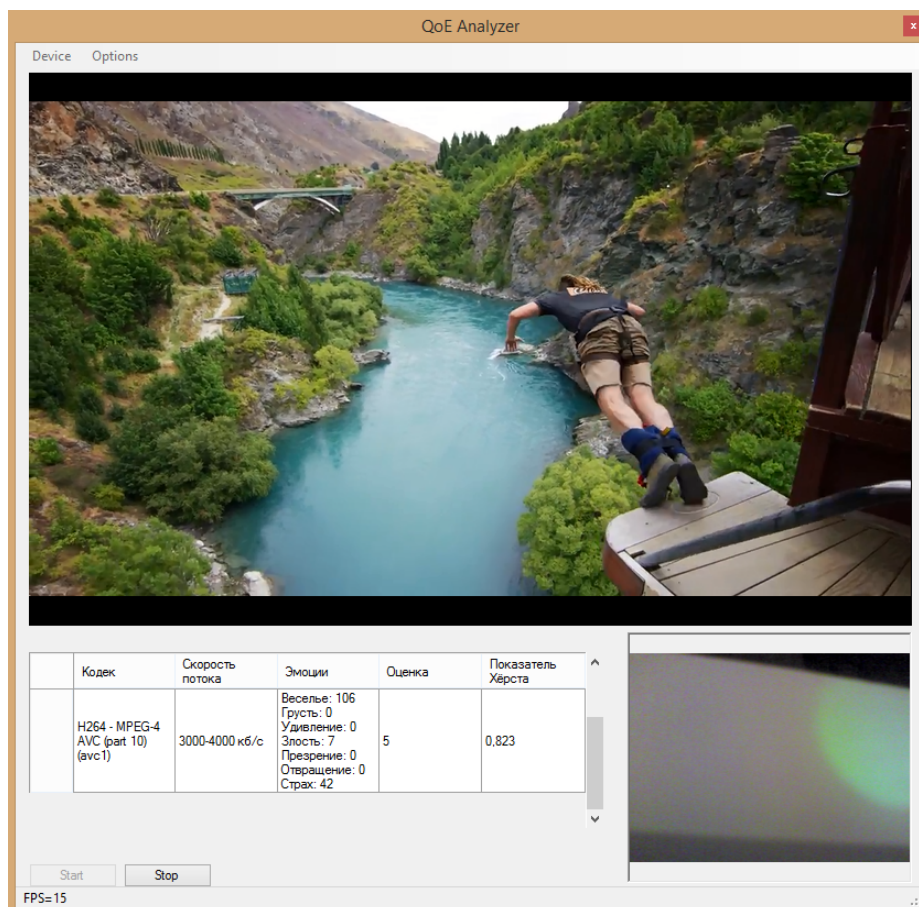 QoE Analyzer
x
Device Options
Кодек
Скорость
потока
Эмоции
Оценка
Показатель
Хёрста
H264 - MPEG-4
AVC (part 10)
(avc1)
3000-4000 кб/с
Веселье: 106
Грусть: 0
Удивление: 0
Злость: 7
Презрение: 0
Отвращение: 0
Страх: 42
5
0,823
Start Stop
FPS=15